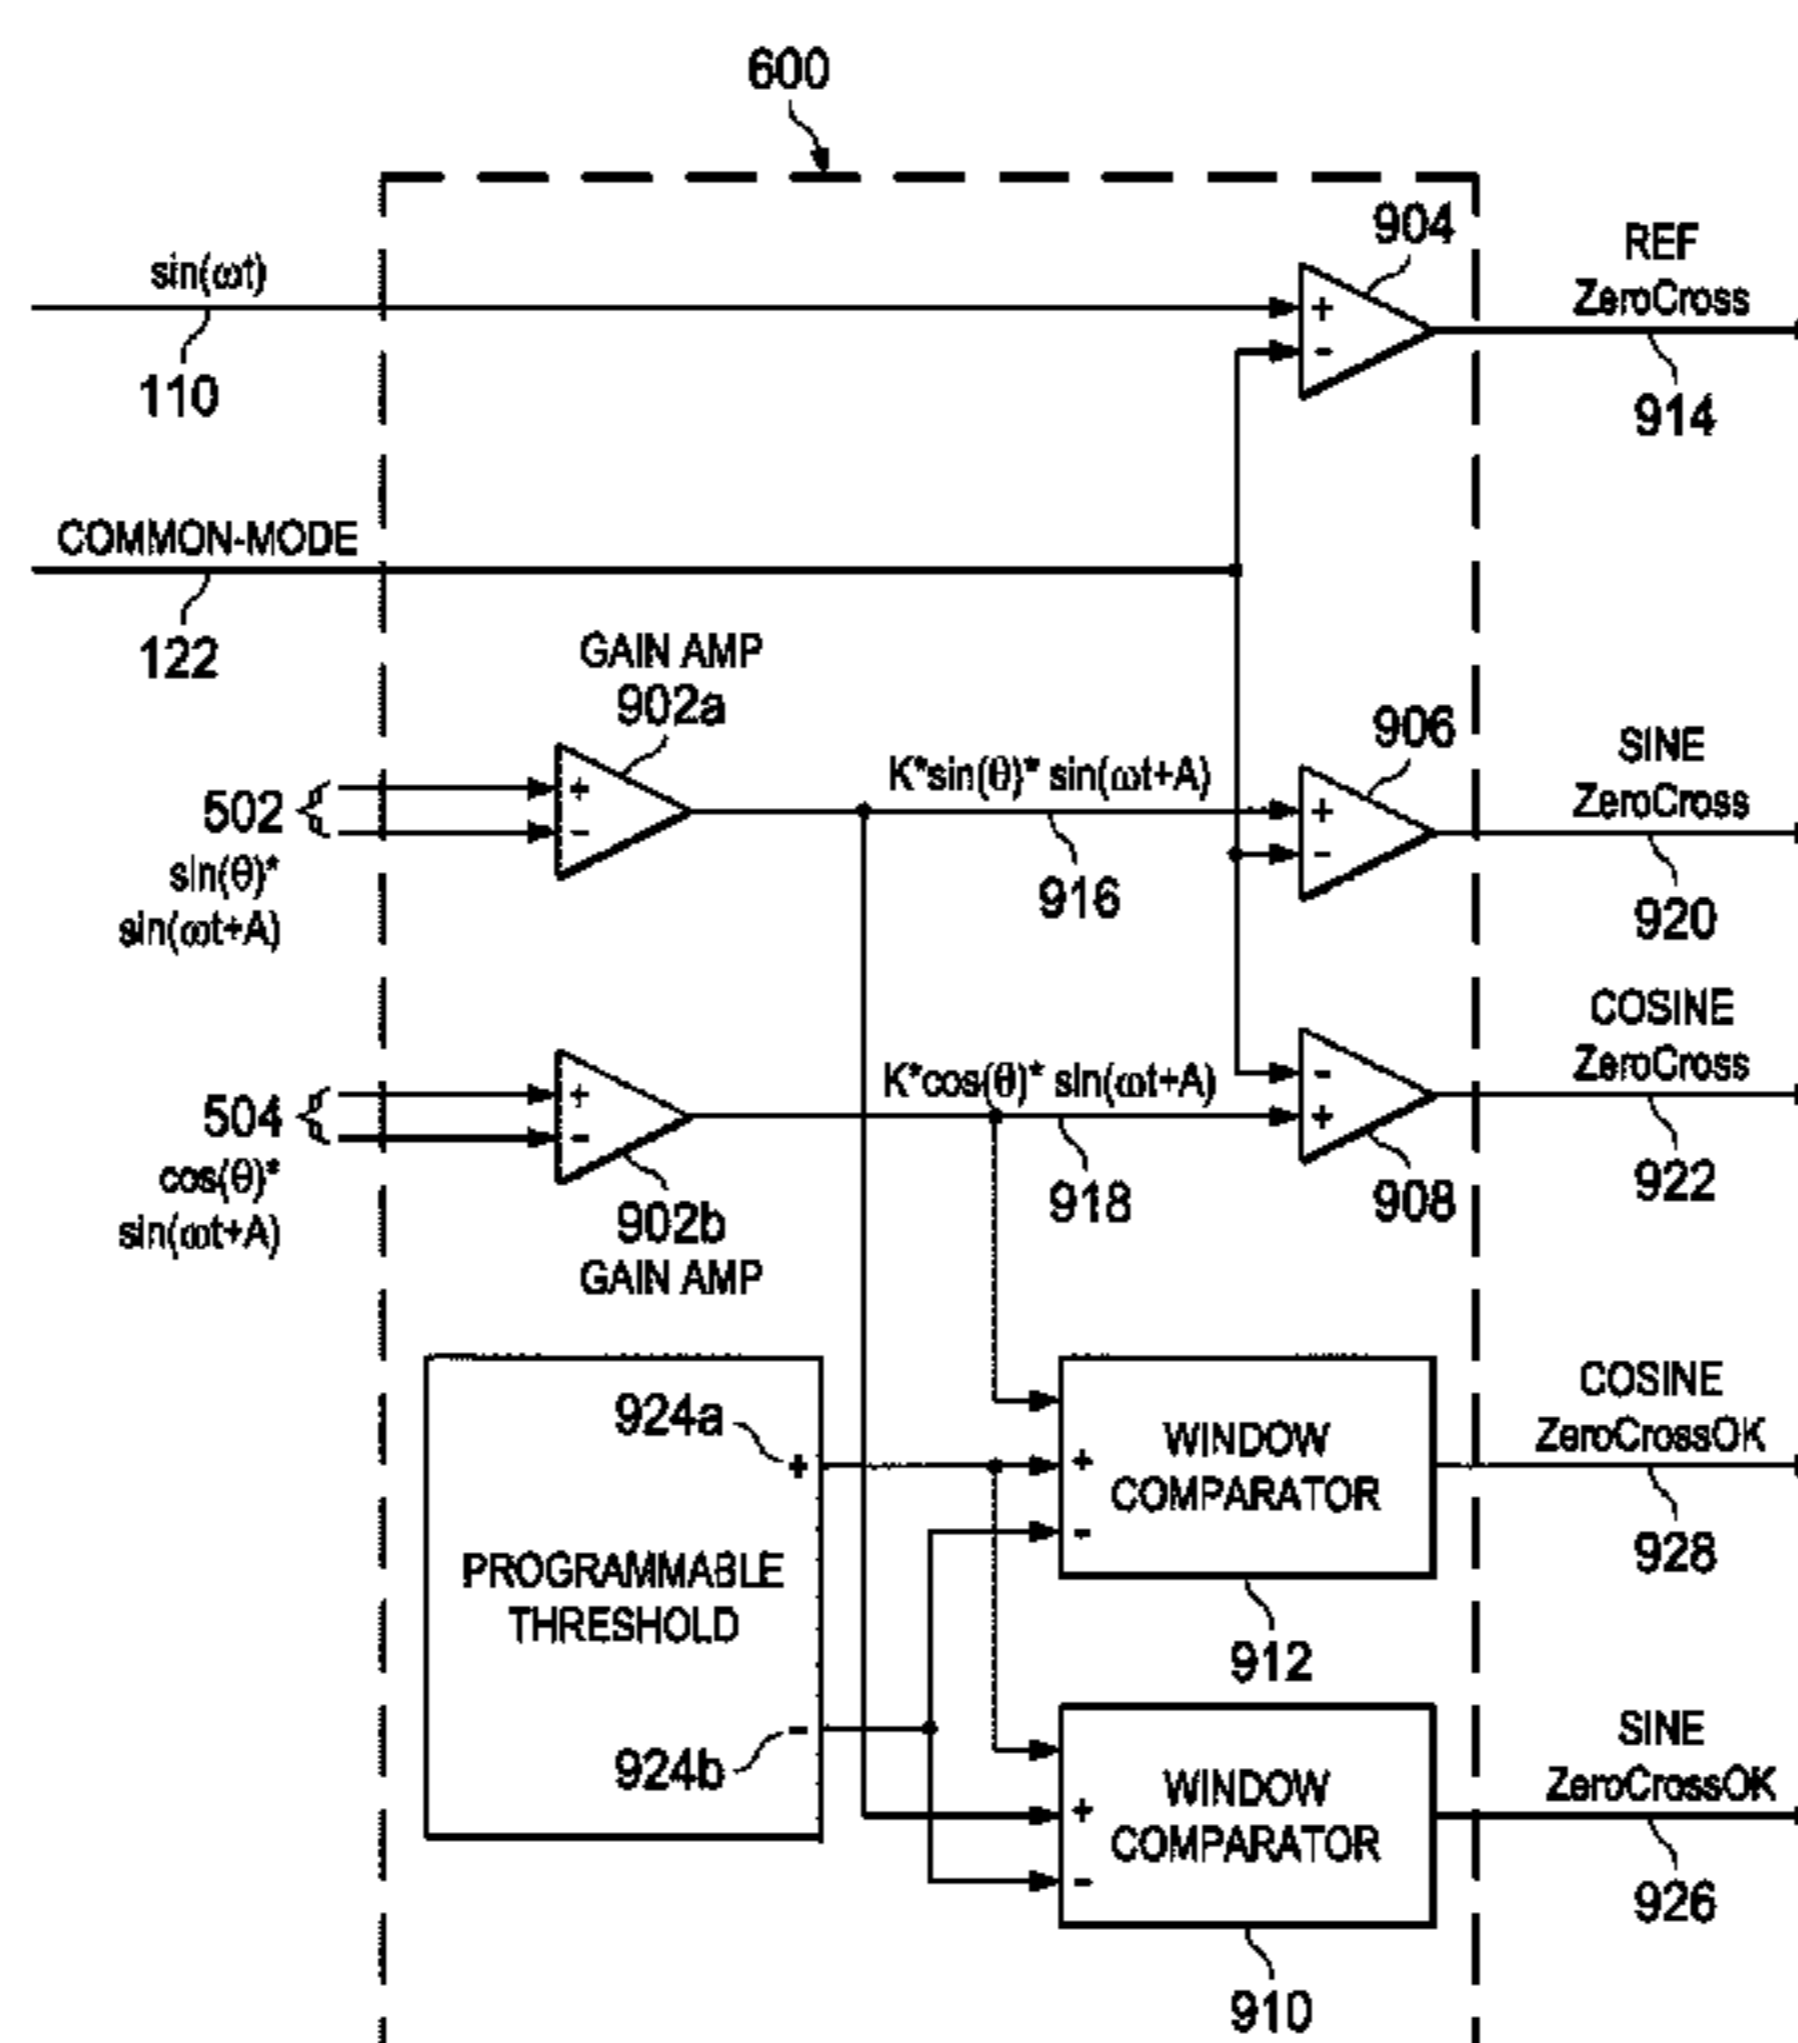 600
904
sin(ωt)
REF
ZeroCross
+
-
110
914
COMMON-MODE
122
GAIN AMP
902a
906
K*sin(θ)* sin(ωt+A)
SINE
ZeroCross
502
+
-
+
-
sin(θ)*
sin(ωt+A)
916
920
COSINE
ZeroCross
K*cos(θ)* sin(ωt+A)
504
+
-
-
+
cos(θ)*
sin(ωt+A)
902b
GAIN AMP
918
908
922
924a
+
PROGRAMMABLE
THRESHOLD
-
924b
+
-
WINDOW
COMPARATOR
COSINE
ZeroCrossOK
928
912
+
-
WINDOW
COMPARATOR
SINE
ZeroCrossOK
926
910